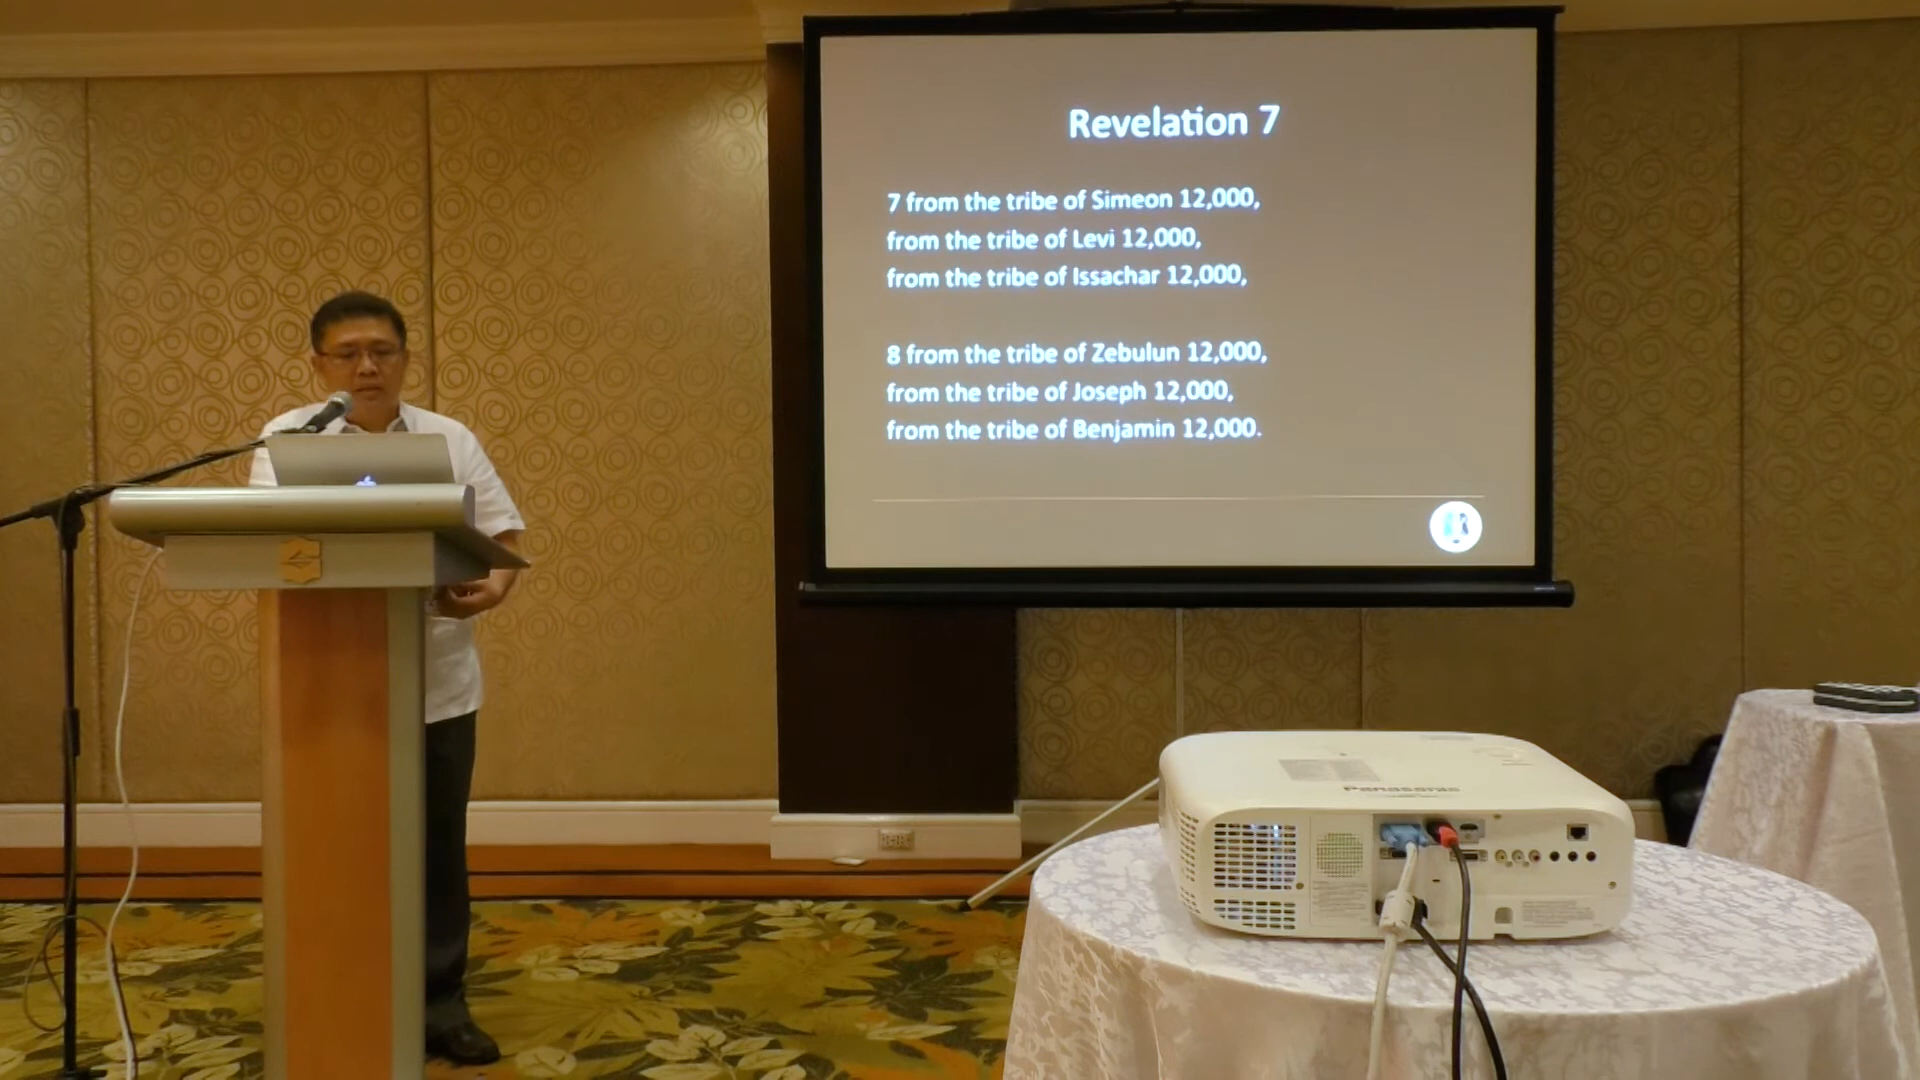 Revelation 7
7 from the tribe of Simeon 12,000,
from the tribe of Levi 12,000,
from the tribe of Issachar 12,000,
8 from the tribe of Zebulun 12,000,
from the tribe of Joseph 12,000,
from the tribe of Benjamin 12,000.
Panasonic